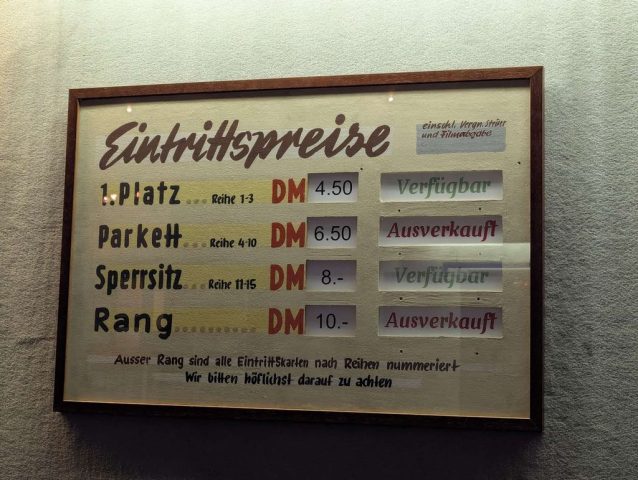 Eintrittspreise
einschl. Vergn. Steuer
und Filmabgabe
1. Platz ... Reihe 1-3 DM 4.50 Verfügbar
Parkett ... Reihe 4-10 DM 6.50 Ausverkauft
Sperrsitz ... Reihe 11-15 DM 8.- Verfügbar
Rang ............ DM 10.- Ausverkauft
Ausser Rang sind alle Eintrittskarten nach Reihen nummeriert
Wir bitten höflichst darauf zu achten